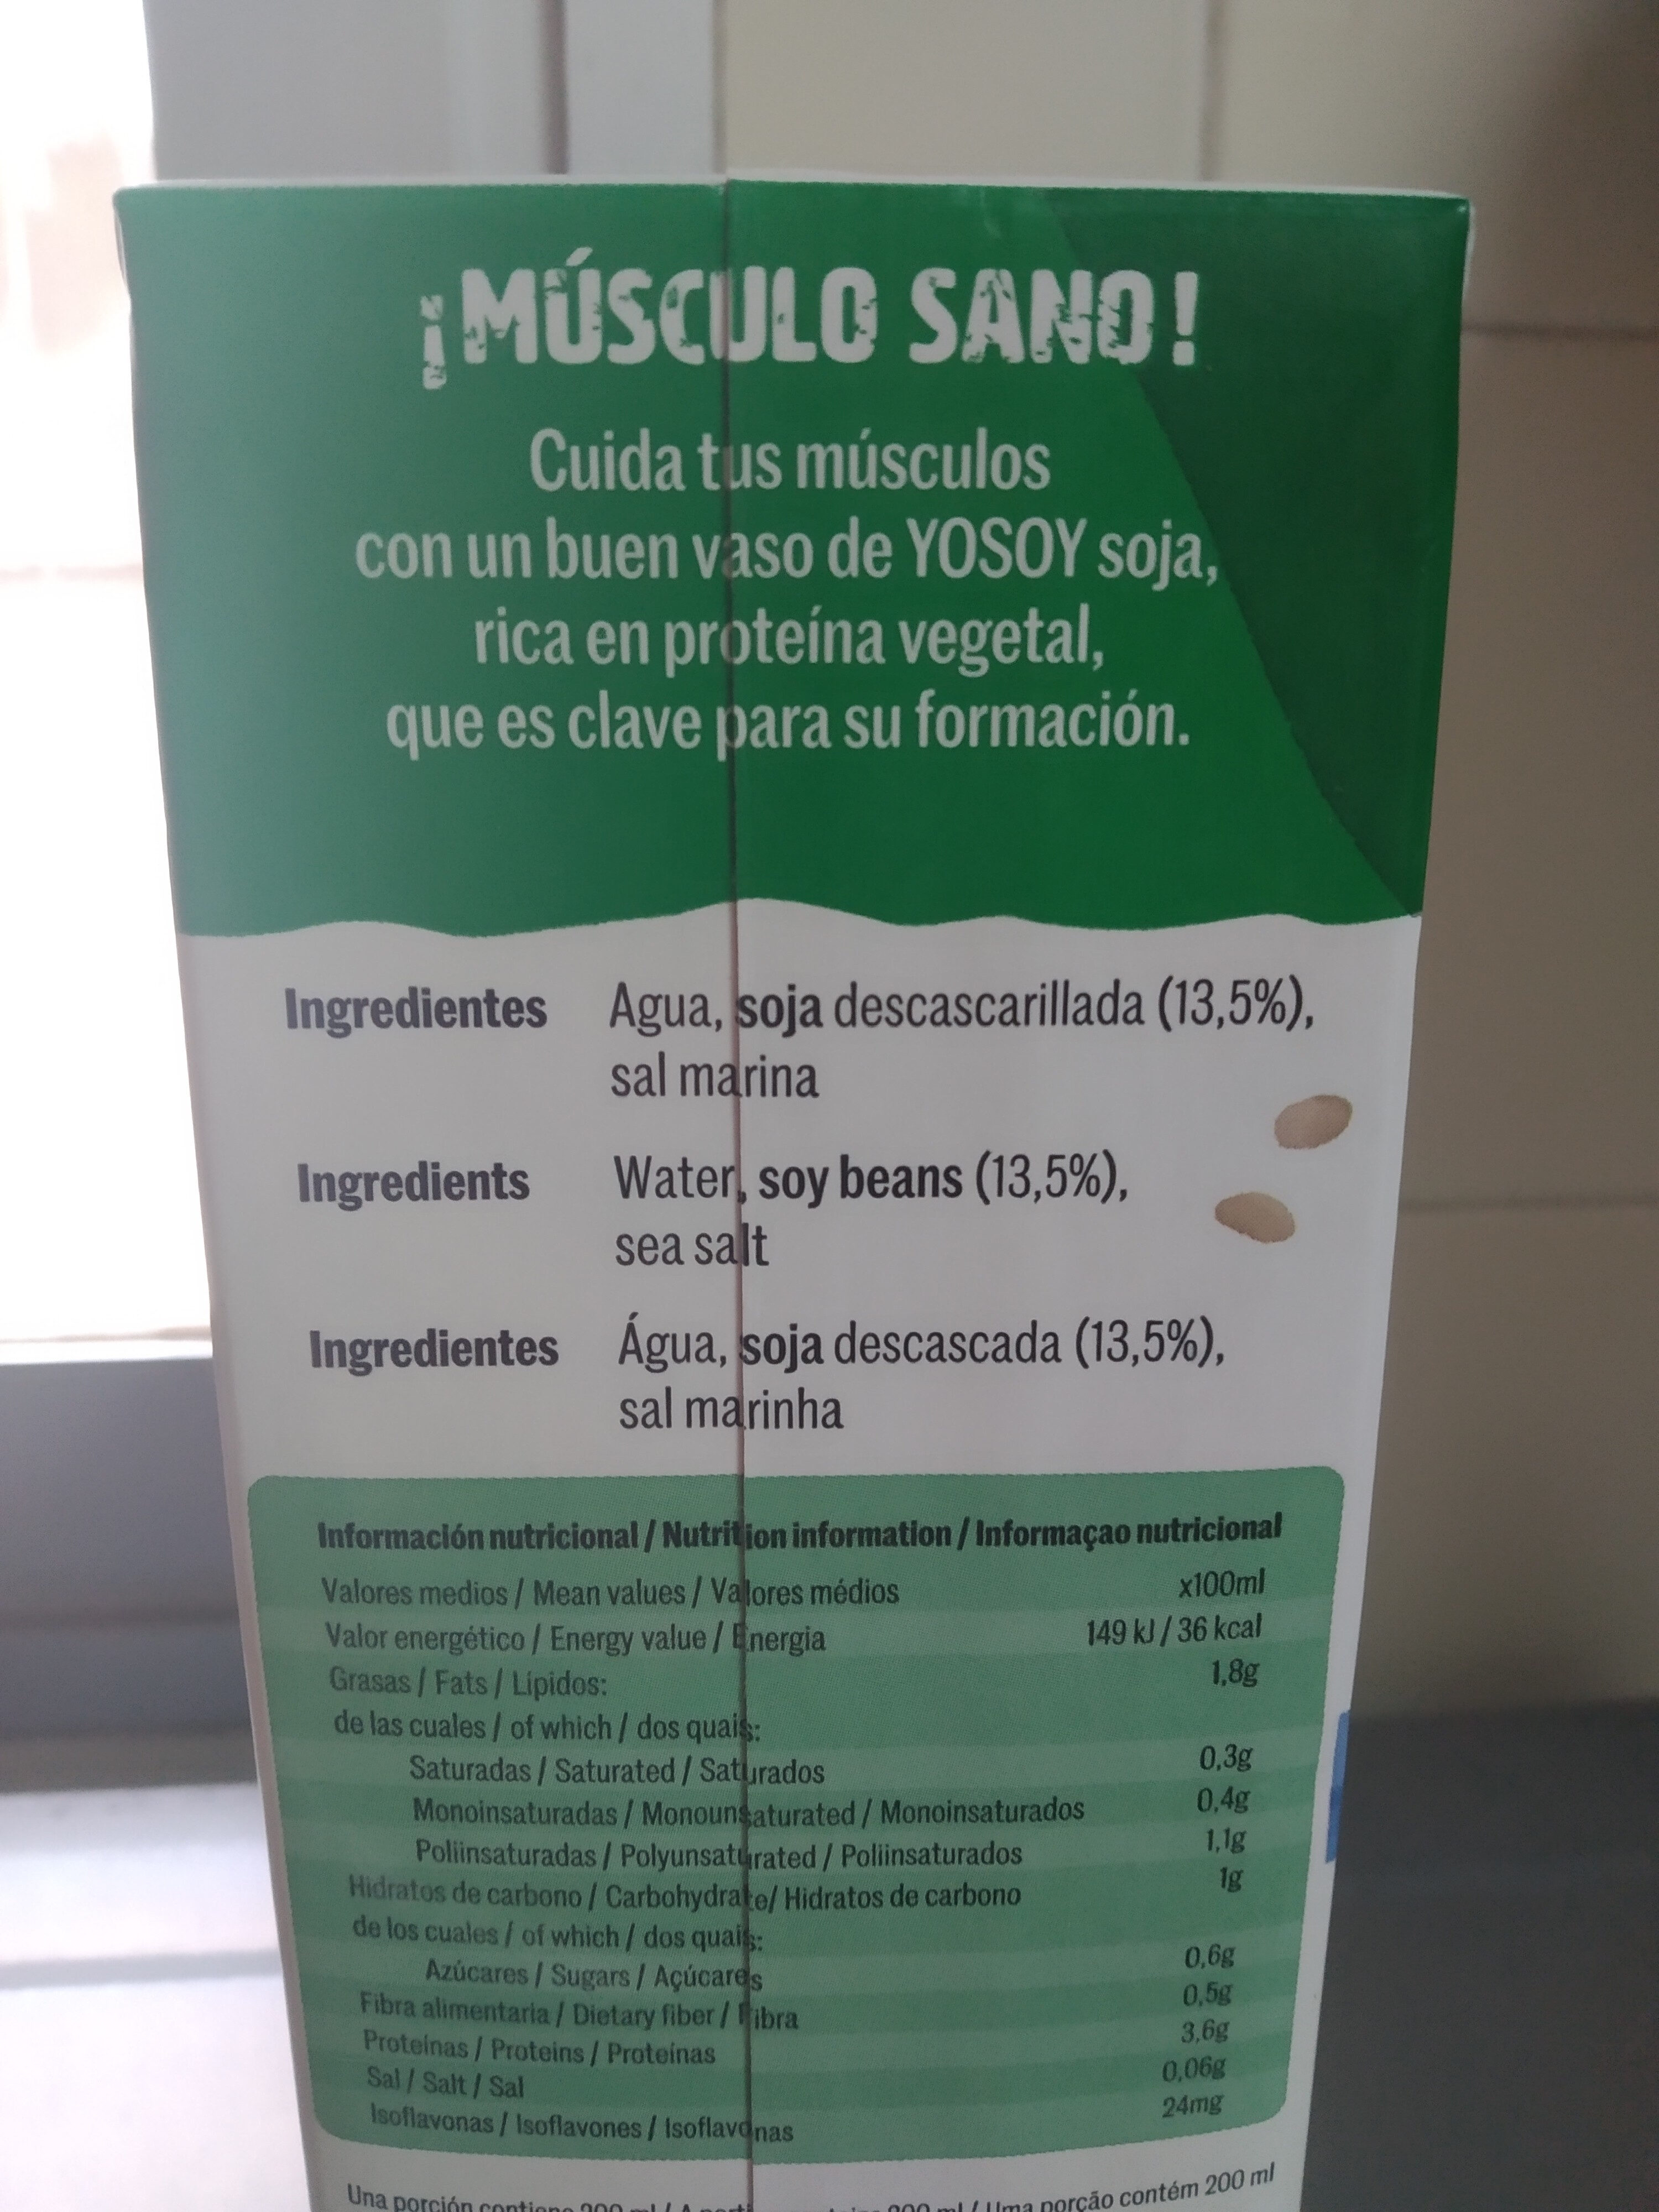 ¡MÚSCULO SANO!
Cuida tus músculos
con un buen vaso de YOSOY soja,
rica en proteína vegetal,
que es clave para su formación.
Ingredientes Agua, soja descascarillada (13,5%),
sal marina
Ingredients Water, soy beans (13,5%),
sea salt
Ingredientes Água, soja descascada (13,5%),
sal marinha
Información nutricional / Nutrition information / Informaçao nutricional
Valores medios / Mean values / Valores médios x100ml
Valor energético / Energy value / Energia 149 kJ / 36 kcal
Grasas / Fats / Lípidos: 1,8g
de las cuales / of which / dos quais:
Saturadas / Saturated / Saturados 0,3g
Monoinsaturadas / Monounsaturated / Monoinsaturados 0,4g
Poliinsaturadas / Polyunsaturated / Poliinsaturados 1,1g
Hidratos de carbono / Carbohydrate/ Hidratos de carbono 1g
de los cuales / of which / dos quais:
Azúcares / Sugars / Açúcares 0,6g
Fibra alimentaria / Dietary fiber / Fibra 0,5g
Proteínas / Proteins / Proteínas 3,6g
Sal / Salt / Sal 0,06g
Isoflavonas / Isoflavones / Isoflavonas 24mg
Una porción contiene 200 ml / A 200 ml / Uma porção contém 200 ml